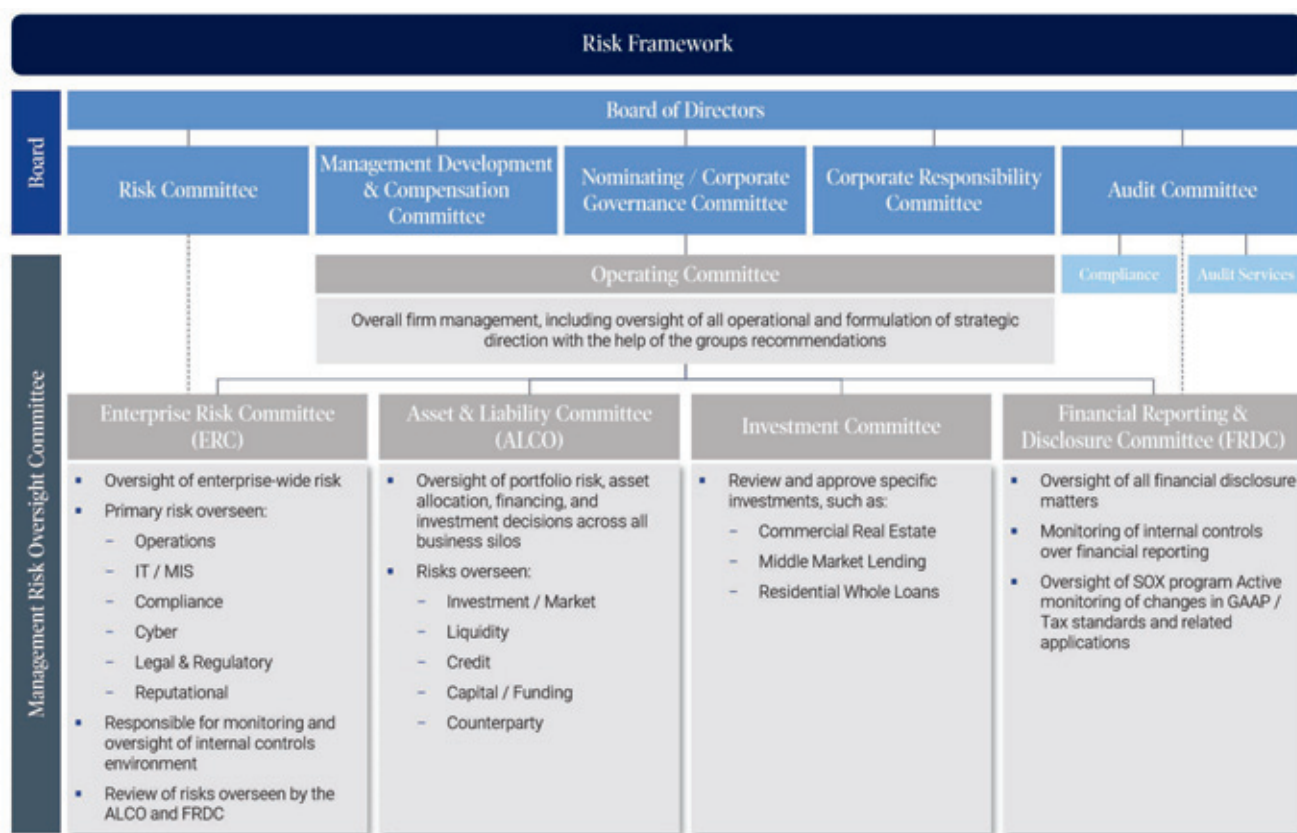 Risk Framework
Board
Board of Directors
Risk Committee
Management Development
& Compensation
Committee
Nominating / Corporate
Governance Committee
Corporate Responsibility
Committee
Audit Committee
Management Risk Oversight Committee
Operating Committee
Overall firm management, including oversight of all operational and formulation of strategic
direction with the help of the groups recommendations
Compliance
Audit Services
Enterprise Risk Committee
(ERC)
▪ Oversight of enterprise-wide risk
▪ Primary risk overseen:
– Operations
– IT / MIS
– Compliance
– Cyber
– Legal & Regulatory
– Reputational
▪ Responsible for monitoring and
oversight of internal controls
environment
▪ Review of risks overseen by the
ALCO and FRDC
Asset & Liability Committee
(ALCO)
▪ Oversight of portfolio risk, asset
allocation, financing, and
investment decisions across all
business silos
▪ Risks overseen:
– Investment / Market
– Liquidity
– Credit
– Capital / Funding
– Counterparty
Investment Committee
▪ Review and approve specific
investments, such as:
– Commercial Real Estate
– Middle Market Lending
– Residential Whole Loans
Financial Reporting &
Disclosure Committee (FRDC)
▪ Oversight of all financial disclosure
matters
▪ Monitoring of internal controls
over financial reporting
▪ Oversight of SOX program Active
monitoring of changes in GAAP /
Tax standards and related
applications